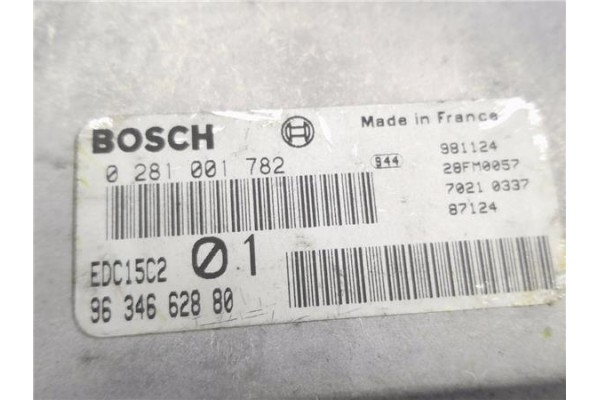 BOSCH
Made in France
0 281 001 782
944
981124
28FM0057
7021 0337
87124
EDC15C2
01
96 346 628 80